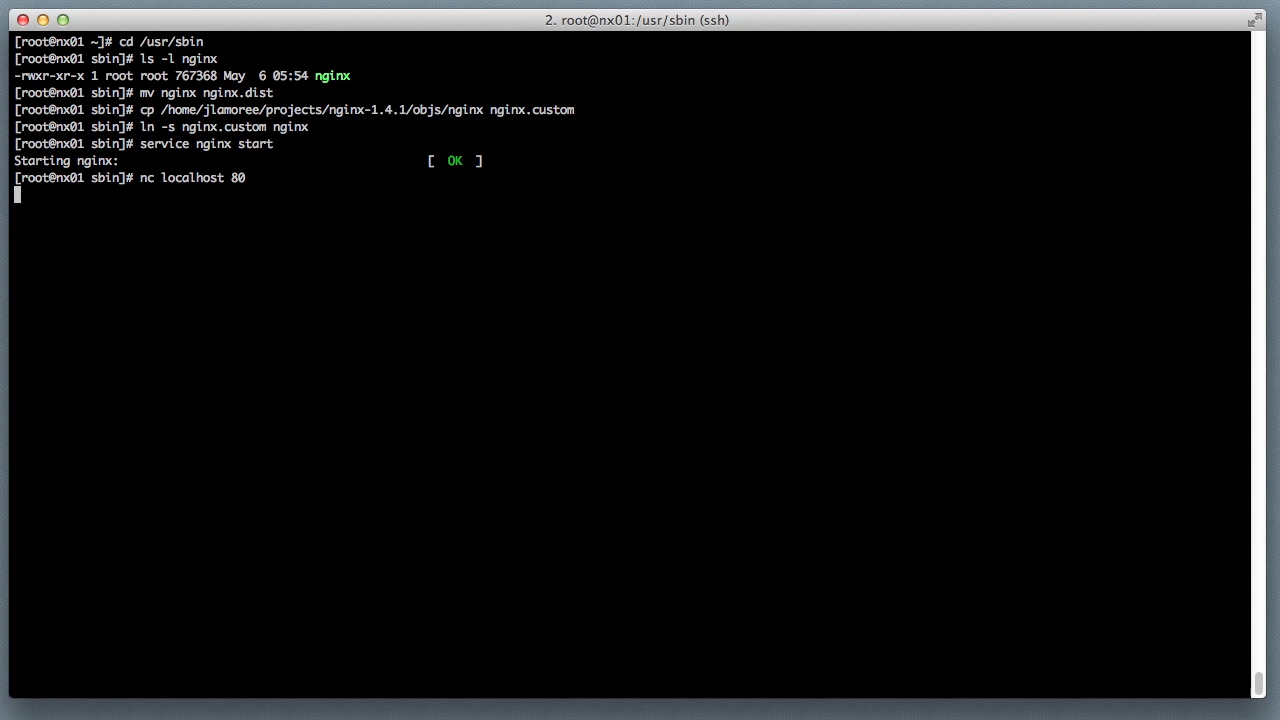 2. root@nx01:/usr/sbin (ssh)
[root@nx01 ~]# cd /usr/sbin
[root@nx01 sbin]# ls -l nginx
-rwxr-xr-x 1 root root 767368 May  6 05:54 nginx
[root@nx01 sbin]# mv nginx nginx.dist
[root@nx01 sbin]# cp /home/jlamoree/projects/nginx-1.4.1/objs/nginx nginx.custom
[root@nx01 sbin]# ln -s nginx.custom nginx
[root@nx01 sbin]# service nginx start
Starting nginx:                                            [  OK  ]
[root@nx01 sbin]# nc localhost 80